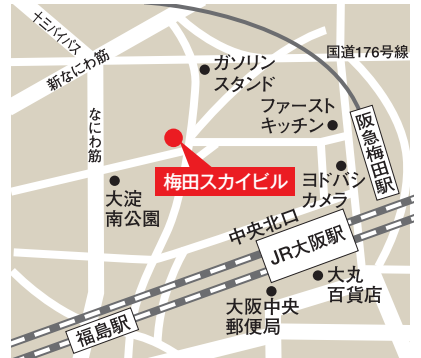 十三バイパス
新なにわ筋
ガソリン
スタンド
国道176号線
ファースト
キッチン
なにわ筋
阪急梅田駅
梅田スカイビル
ヨドバシ
カメラ
大淀
南公園
中央北口
JR大阪駅
大丸
百貨店
大阪中央
郵便局
福島駅